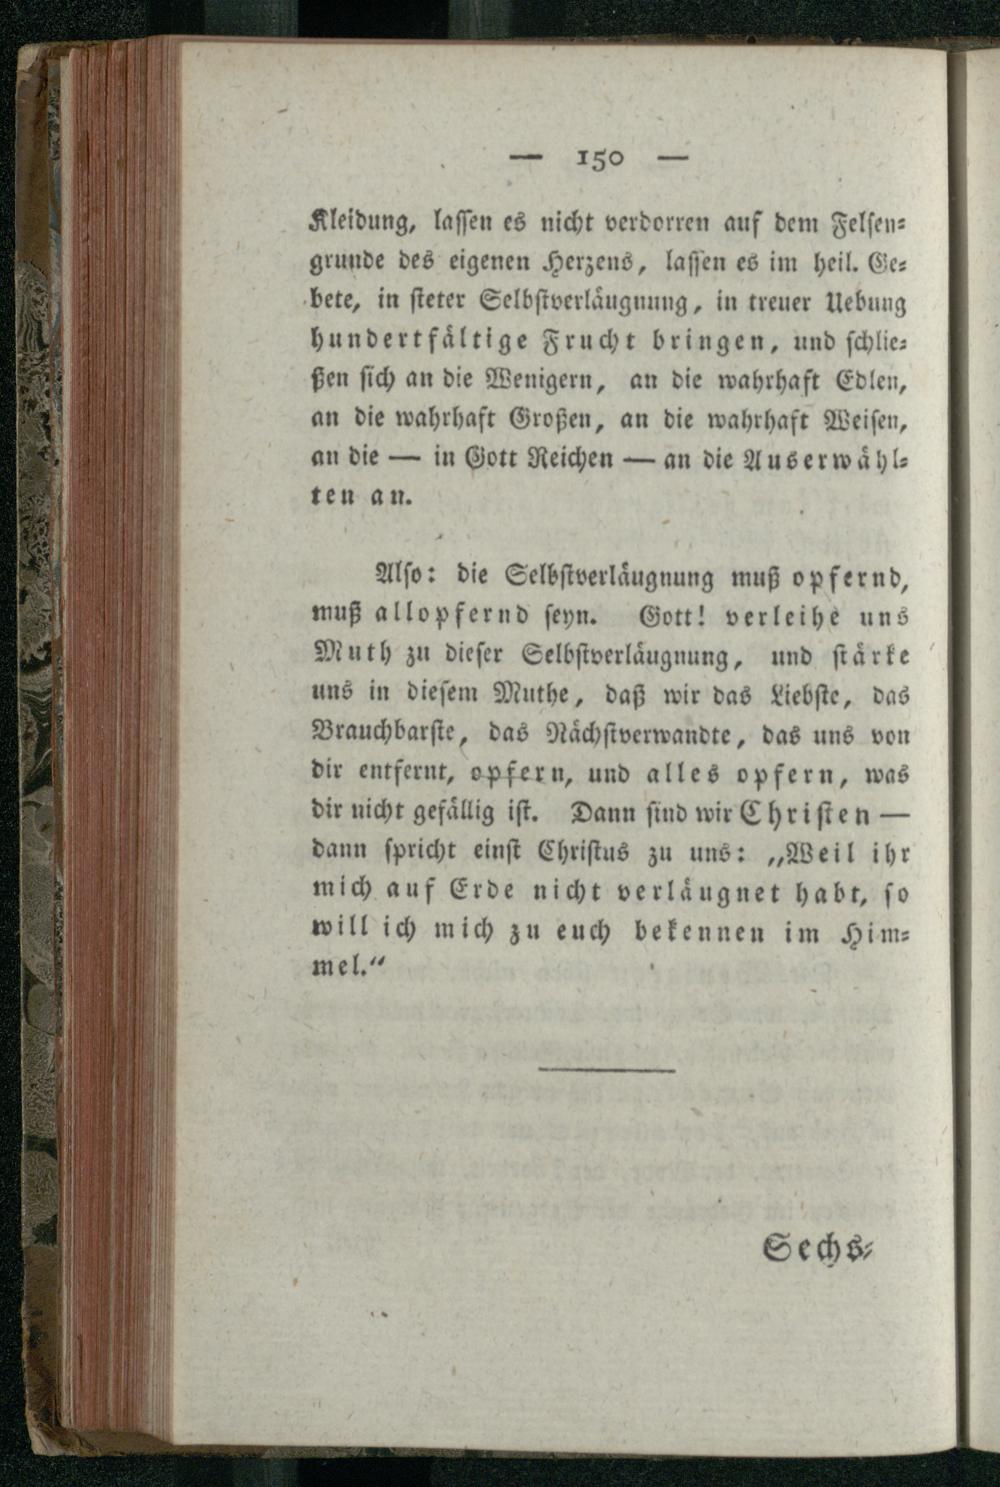 — 150 —
Kleidung, lassen es nicht verdorren auf dem Felsen-
grunde des eigenen Herzens, lassen es im heil. Ge-
bete, in steter Selbstverläugnung, in treuer Uebung
hundertfältige Frucht bringen, und schlie-
ßen sich an die Wenigern, an die wahrhaft Edlen,
an die wahrhaft Großen, an die wahrhaft Weisen,
an die — in Gott Reichen — an die Auserwähl-
ten an.
Also: die Selbstverläugnung muß opfernd,
muß allopfernd seyn. Gott! verleihe uns
Muth zu dieser Selbstverläugnung, und stärke
uns in diesem Muthe, daß wir das Liebste, das
Brauchbarste, das Nächstverwandte, das uns von
dir entfernt, opfern, und alles opfern, was
dir nicht gefällig ist. Dann sind wir Christen —
dann spricht einst Christus zu uns: „Weil ihr
mich auf Erde nicht verläugnet habt, so
will ich mich zu euch bekennen im Him-
mel.“
Sechs-